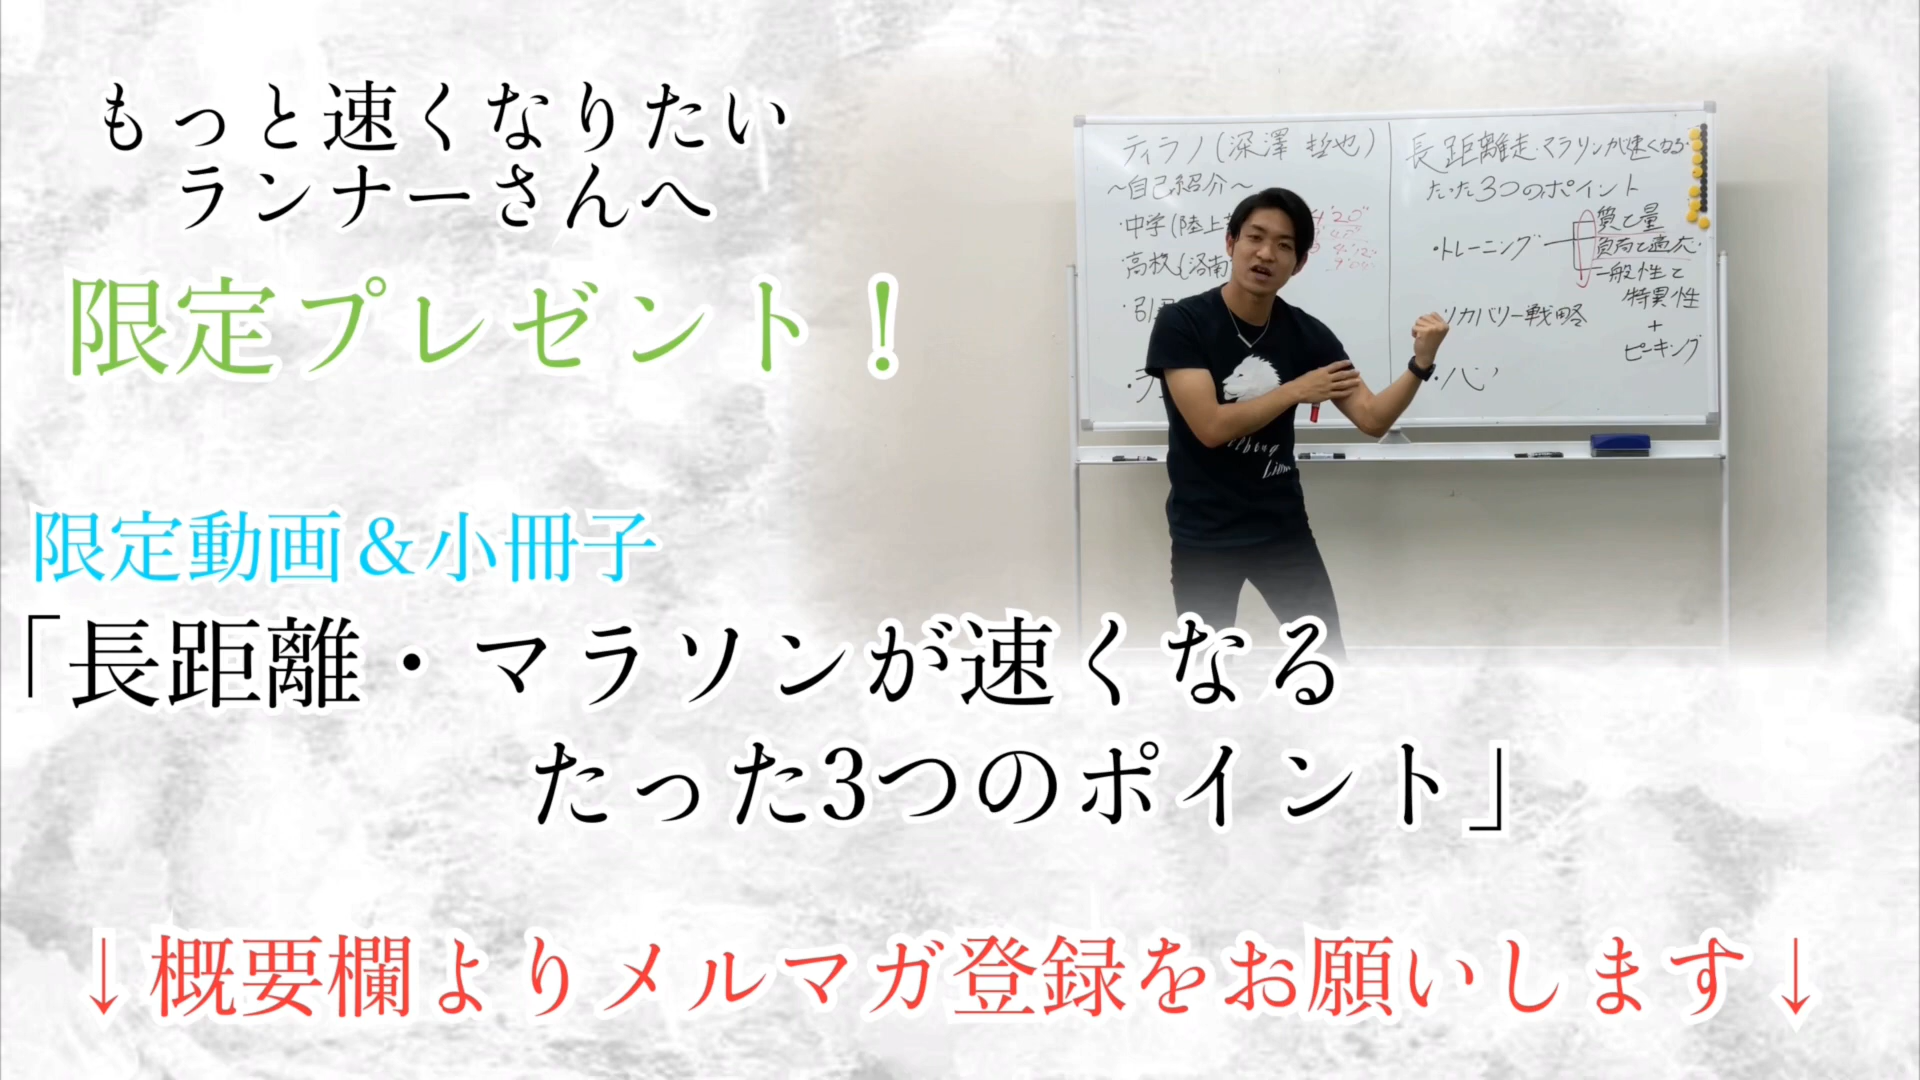 もっと速くなりたい
ランナーさんへ
限定プレゼント！
限定動画＆小冊子
「長距離・マラソンが速くなる
たった3つのポイント」
↓概要欄よりメルマガ登録をお願いします↓
ティラノ(深澤 哲也)
～自己紹介～
・中学(陸上
・高校(洛南
4'20"
長距離走・マラソンが速くなる
たった3つのポイント
・トレーニング
質と量
負荷と適応
一般性と
特異性
+
ピーキング
リカバリー戦略
・心